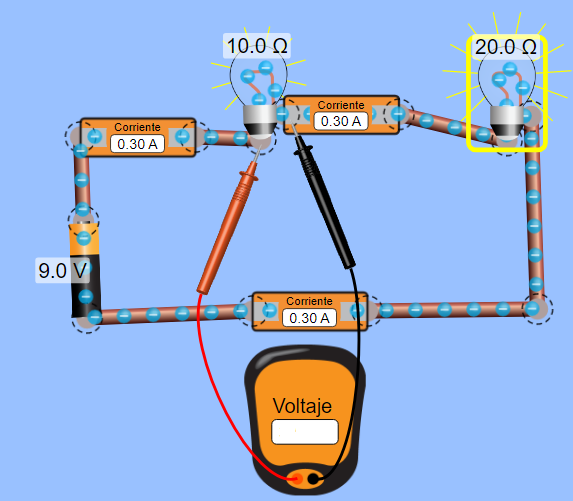 10.0 Ω
20.0 Ω
Corriente
0.30 A
Corriente
0.30 A
9.0 V
Corriente
0.30 A
Voltaje